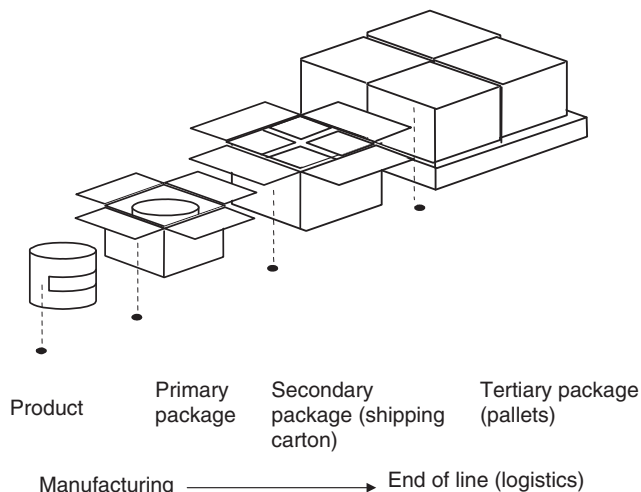 Product
Primary
package
Secondary
package (shipping
carton)
Tertiary package
(pallets)
Manufacturing
End of line (logistics)